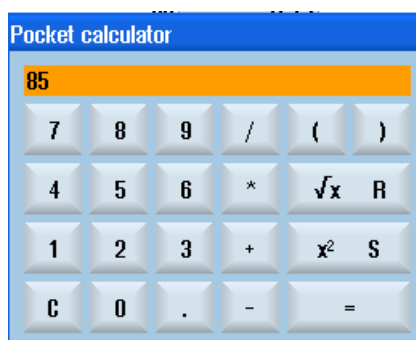 Pocket calculator
85
7 8 9 / ( )
4 5 6 * √x R
1 2 3 + x² S
C 0 . - =